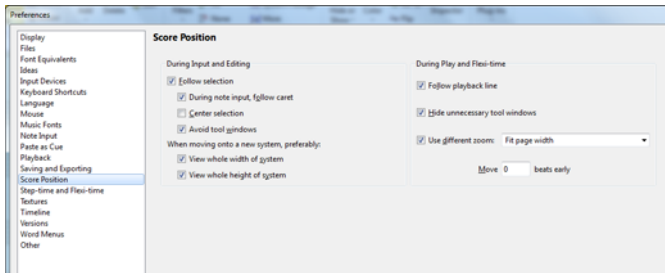 Preferences
Display
Files
Font Equivalents
Ideas
Input Devices
Keyboard Shortcuts
Language
Mouse
Music Fonts
Note Input
Paste as Cue
Playback
Saving and Exporting
Score Position
Step-time and Flexi-time
Textures
Timeline
Versions
Word Menus
Other
Score Position
During Input and Editing
Follow selection
During note input, follow caret
Center selection
Avoid tool windows
When moving onto a new system, preferably:
View whole width of system
View whole height of system
During Play and Flexi-time
Follow playback line
Hide unnecessary tool windows
Use different zoom: Fit page width
Move 0 beats early